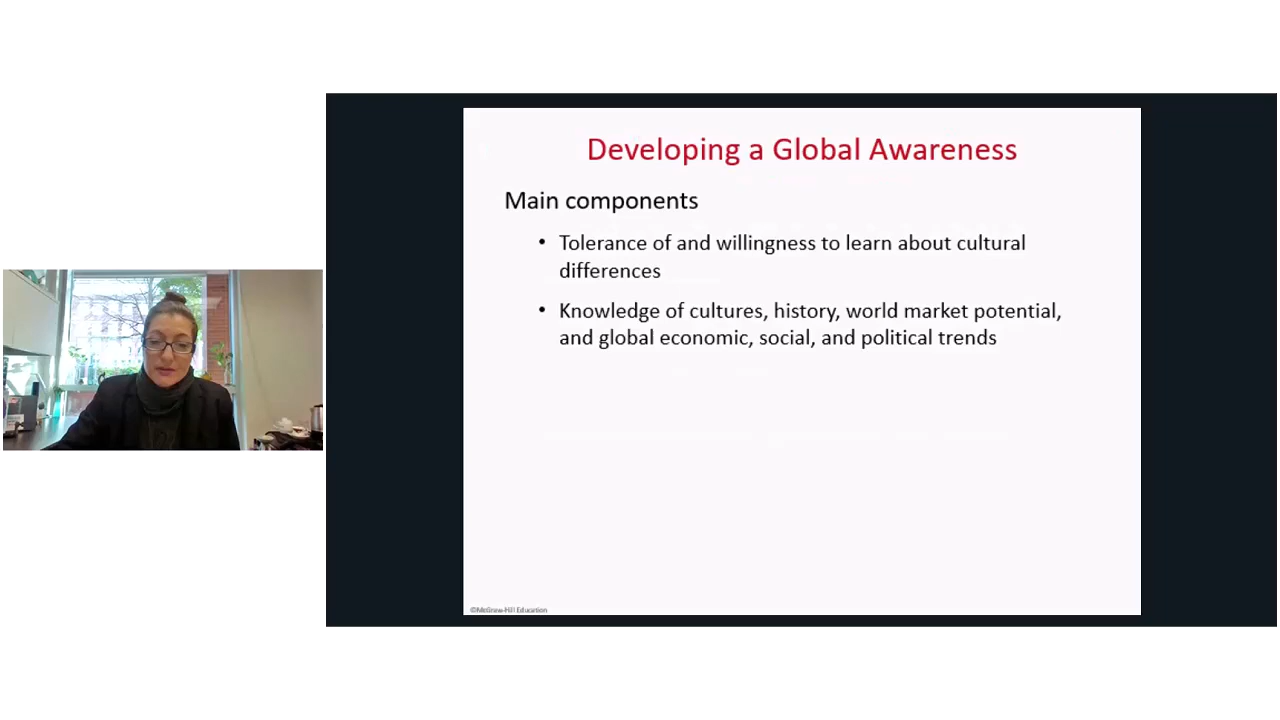 Developing a Global Awareness
Main components
• Tolerance of and willingness to learn about cultural
differences
• Knowledge of cultures, history, world market potential,
and global economic, social, and political trends
©McGraw-Hill Education